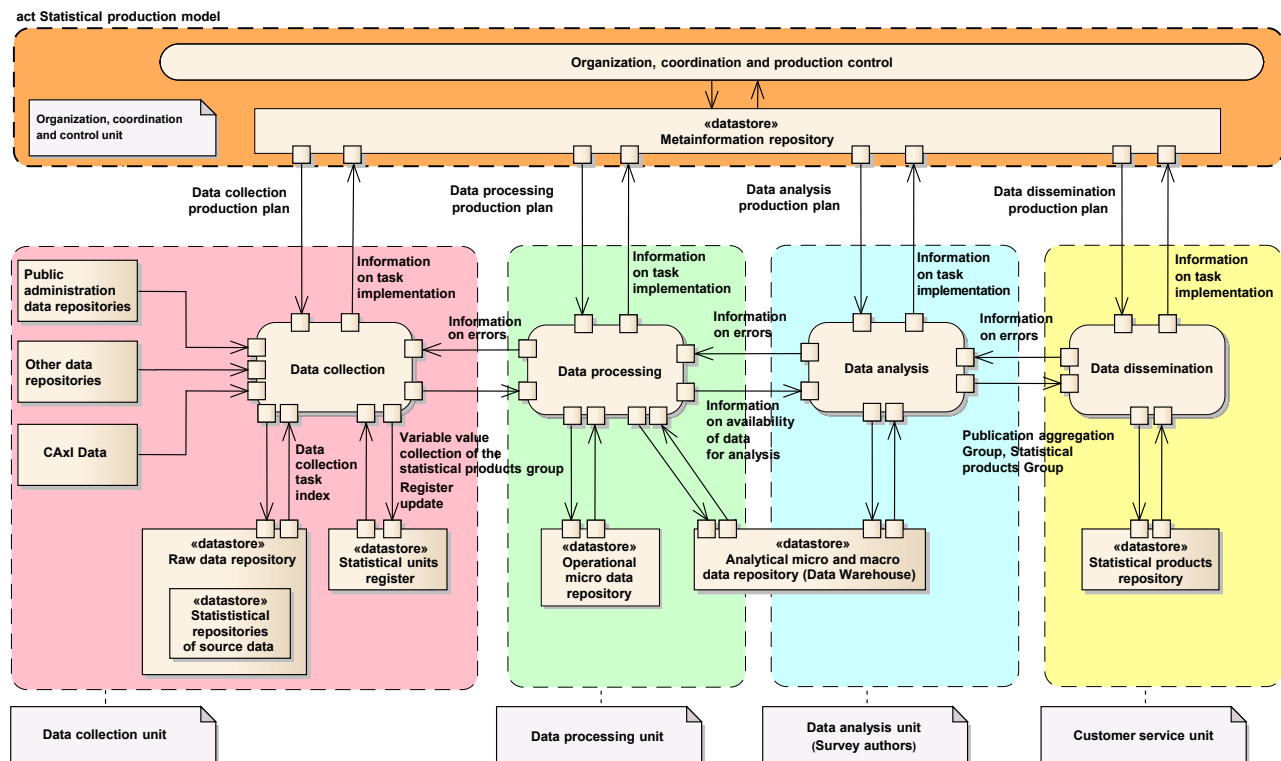 act Statistical production model
Organization, coordination and production control
Organization, coordination
and control unit
«datastore»
Metainformation repository
Data collection
production plan
Data processing
production plan
Data analysis
production plan
Data dissemination
production plan
Public
administration
data repositories
Other data
repositories
CAxI Data
Information
on task
implementation
Information
on task
implementation
Information
on task
implementation
Information
on task
implementation
Information
on errors
Information
on errors
Information
on errors
Data collection
Data processing
Data analysis
Data dissemination
Data
collection
task
index
Variable value
collection of the
statistical products group
Register
update
Information
on availability
of data
for analysis
Publication aggregation
Group, Statistical
products Group
«datastore»
Raw data repository
«datastore»
Statististical
repositories
of source data
«datastore»
Statistical units
register
«datastore»
Operational
micro data
repository
«datastore»
Analytical micro and macro
data repository (Data Warehouse)
«datastore»
Statistical products
repository
Data collection unit
Data processing unit
Data analysis unit
(Survey authors)
Customer service unit